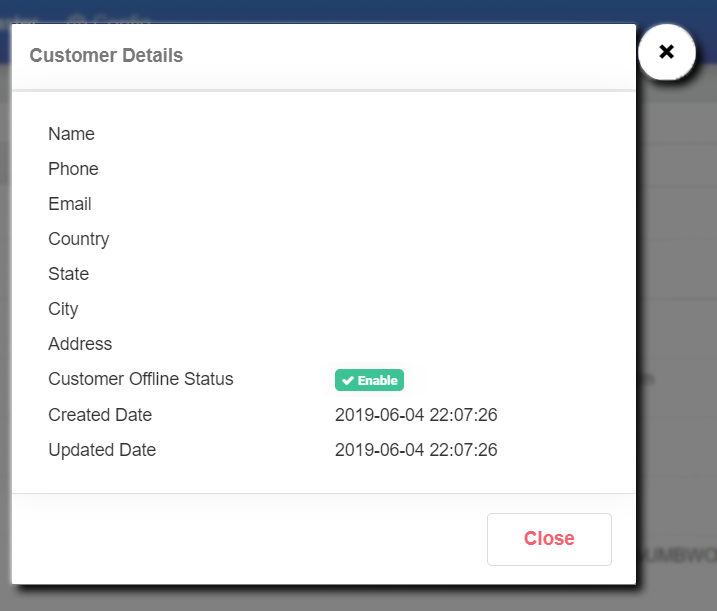 Config
Customer Details
Name
Phone
Email
Country
State
City
Address
Customer Offline Status Enable
Created Date 2019-06-04 22:07:26
Updated Date 2019-06-04 22:07:26
Close